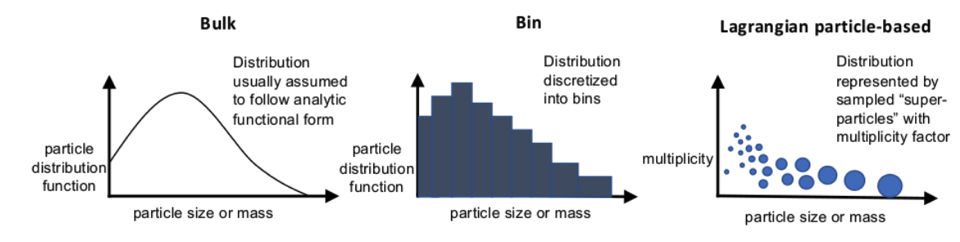 Bulk
Distribution
usually assumed
to follow analytic
functional form
particle
distribution
function
particle size or mass
Bin
Distribution
discretized
into bins
particle
distribution
function
particle size or mass
Lagrangian particle-based
Distribution
represented by
sampled “super-
particles” with
multiplicity factor
multiplicity
particle size or mass